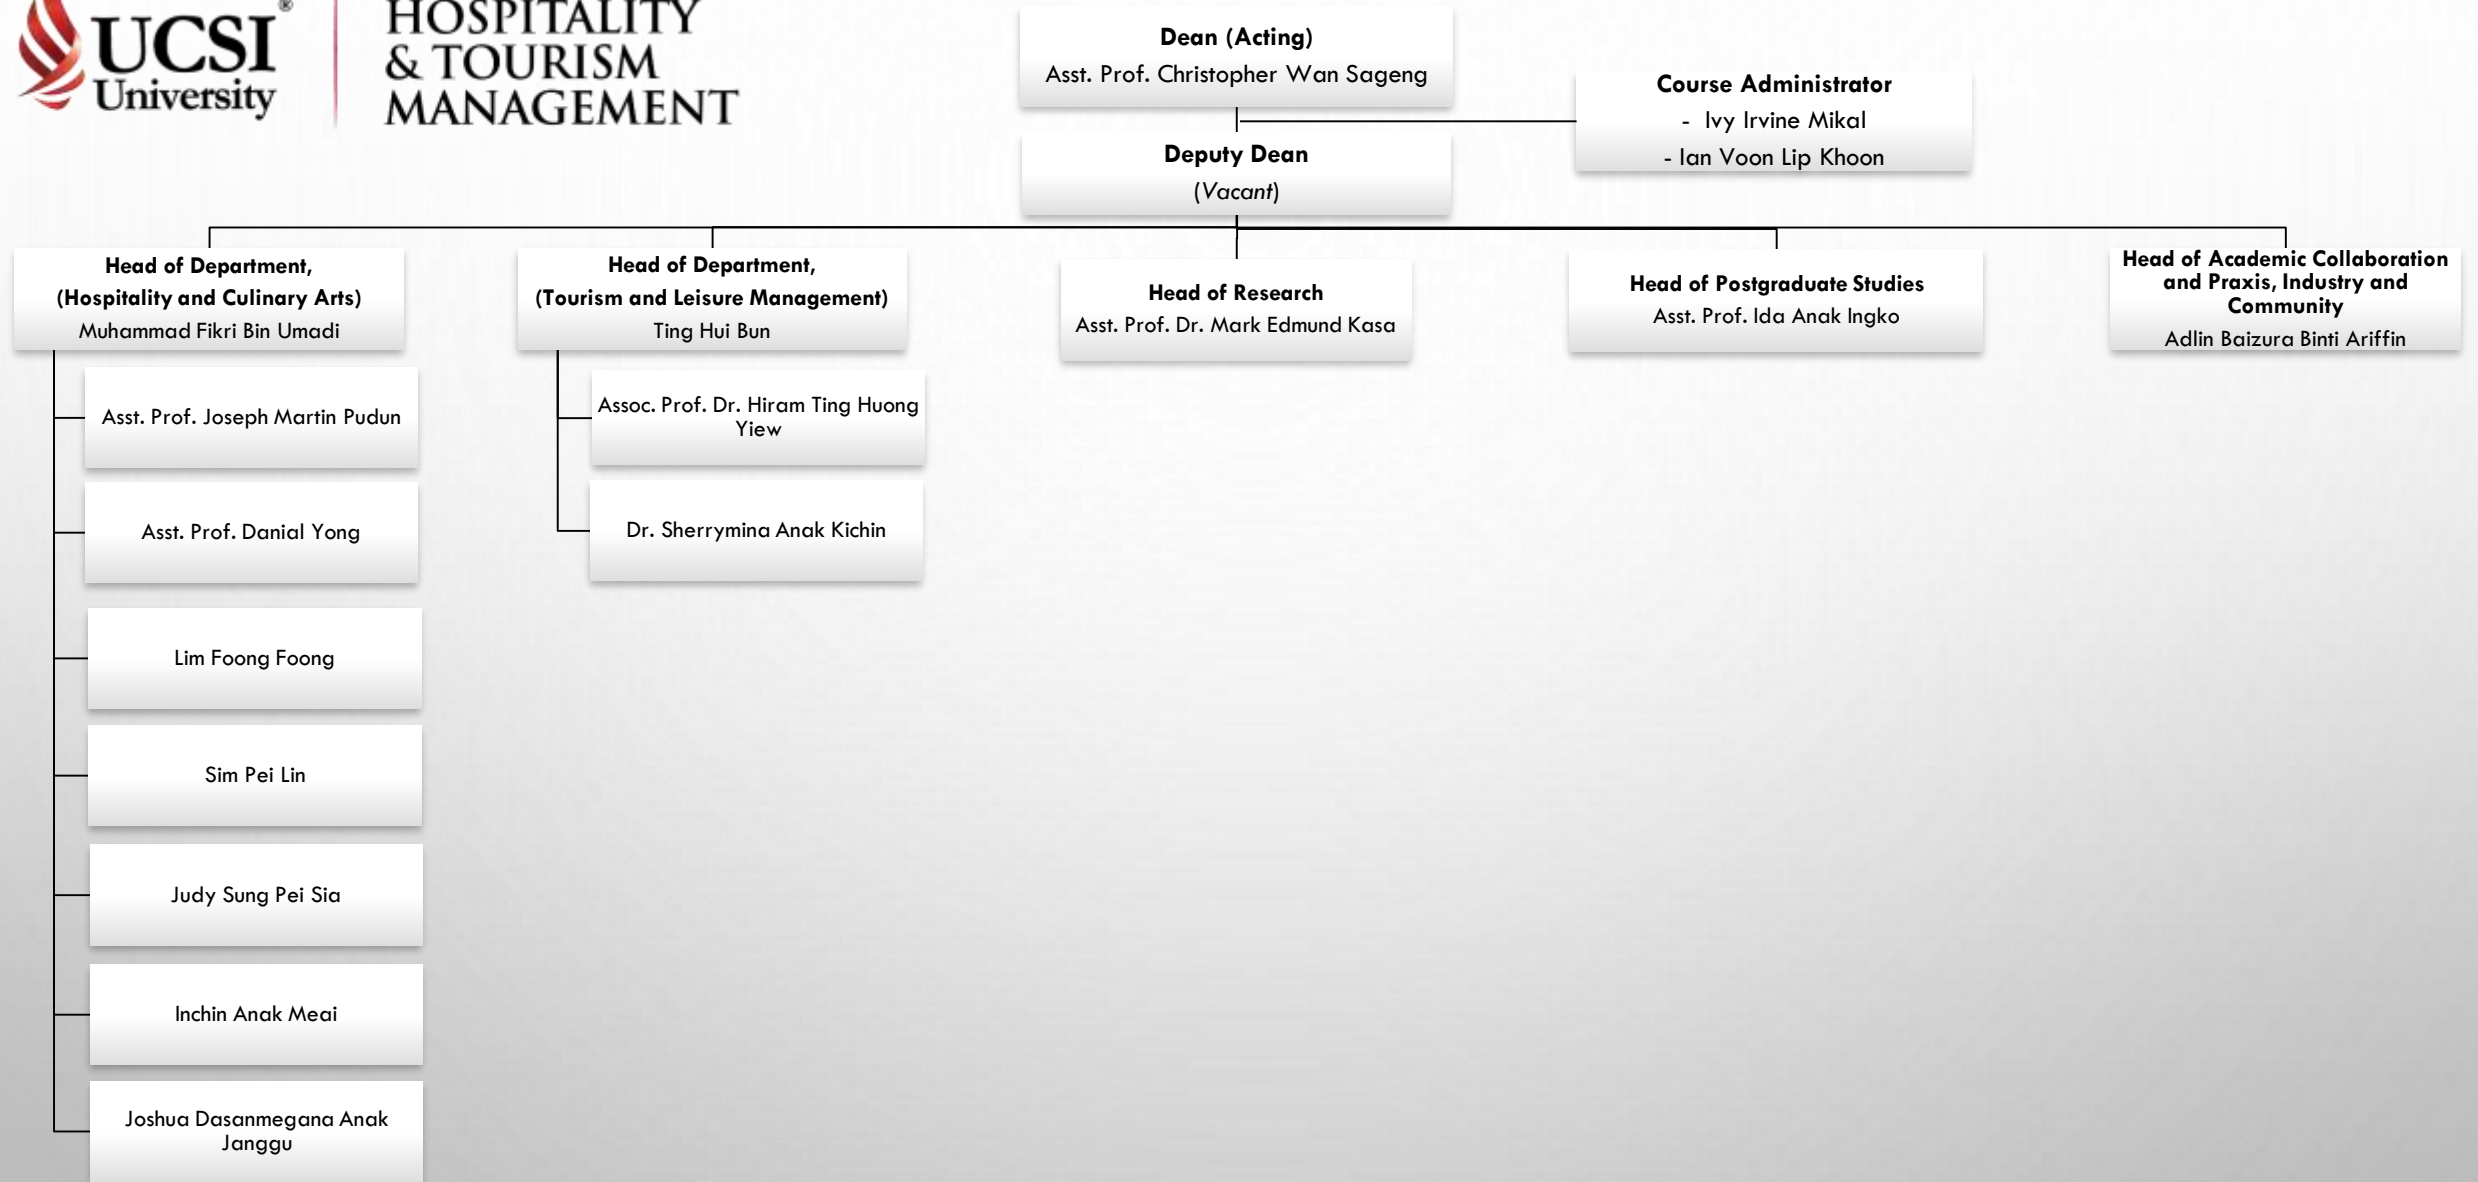 UCSI®
University
HOSPITALITY
& TOURISM
MANAGEMENT
Dean (Acting)
Asst. Prof. Christopher Wan Sageng
Course Administrator
- Ivy Irvine Mikal
- Ian Voon Lip Khoon
Deputy Dean
(Vacant)
Head of Department,
(Hospitality and Culinary Arts)
Muhammad Fikri Bin Umadi
Asst. Prof. Joseph Martin Pudun
Asst. Prof. Danial Yong
Lim Foong Foong
Sim Pei Lin
Judy Sung Pei Sia
Inchin Anak Meai
Joshua Dasanmegana Anak
Janggu
Head of Department,
(Tourism and Leisure Management)
Ting Hui Bun
Assoc. Prof. Dr. Hiram Ting Huong
Yiew
Dr. Sherrymina Anak Kichin
Head of Research
Asst. Prof. Dr. Mark Edmund Kasa
Head of Postgraduate Studies
Asst. Prof. Ida Anak Ingko
Head of Academic Collaboration
and Praxis, Industry and
Community
Adlin Baizura Binti Ariffin